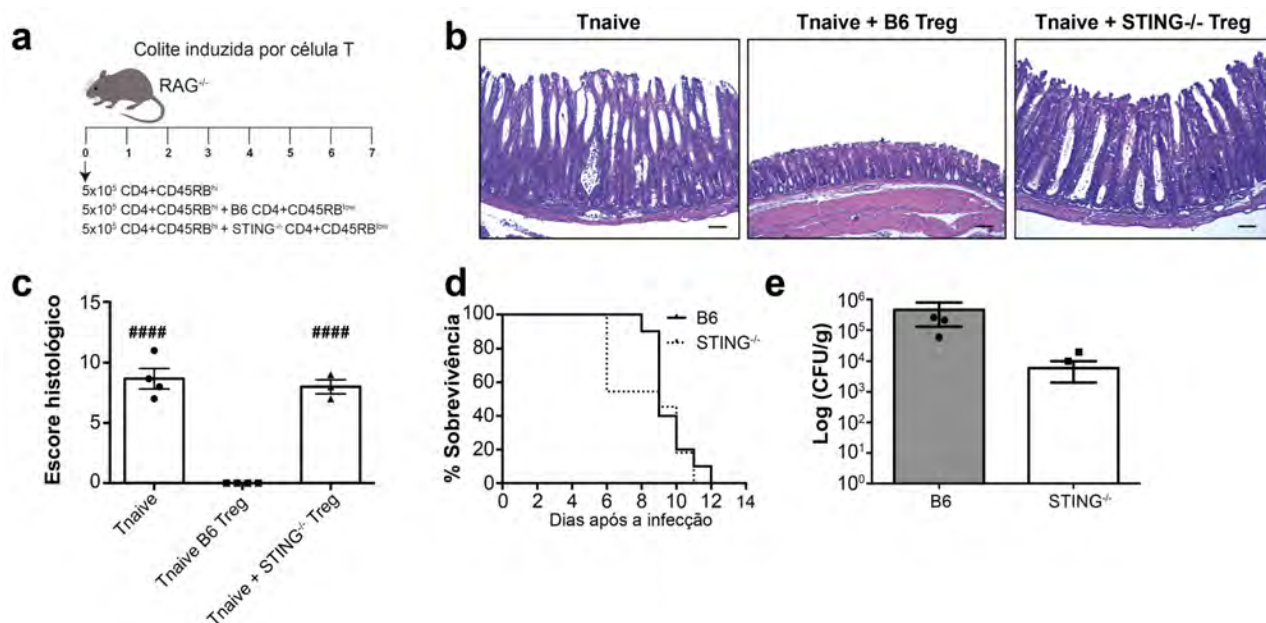 a
Colite induzida por célula T
RAG-/-
0 1 2 3 4 5 6 7
5x10⁵ CD4+CD45RBʰⁱ
5x10⁵ CD4+CD45RBʰⁱ + B6 CD4+CD45RBˡᵒʷ
5x10⁵ CD4+CD45RBʰⁱ + STING-/- CD4+CD45RBˡᵒʷ
b
Tnaive
Tnaive + B6 Treg
Tnaive + STING-/- Treg
c
Escore histológico
15
10
5
0
####
####
Tnaive
Tnaive B6 Treg
Tnaive + STING-/- Treg
d
% Sobrevivência
100
80
60
40
20
0
B6
STING-/-
0 2 4 6 8 10 12 14
Dias após a infecção
e
Log (CFU/g)
10⁶
10⁵
10⁴
10³
10²
10¹
10⁰
B6
STING-/-